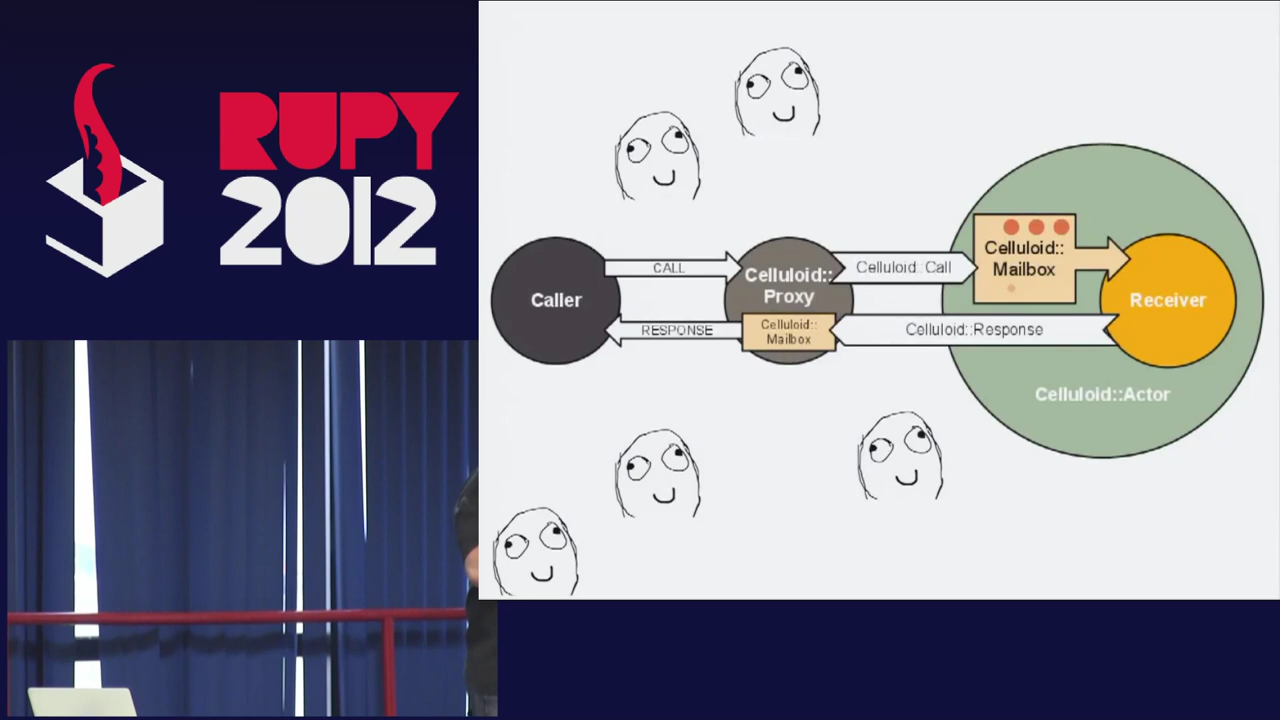 RUPY
2012
Caller
CALL
RESPONSE
Celluloid::
Proxy
Celluloid::
Mailbox
Celluloid::Call
Celluloid::Response
Celluloid::
Mailbox
Receiver
Celluloid::Actor